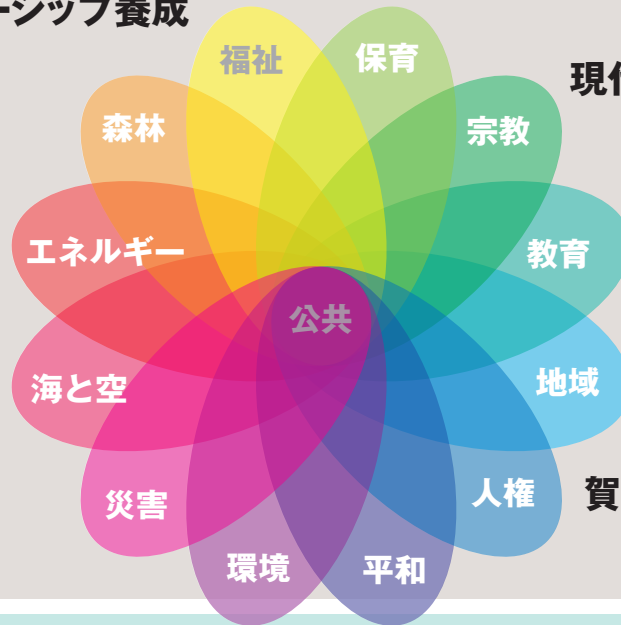 ーシップ養成
福祉
保育
現代
森林
宗教
エネルギー
教育
公共
海と空
地域
災害
人権
賀
環境
平和